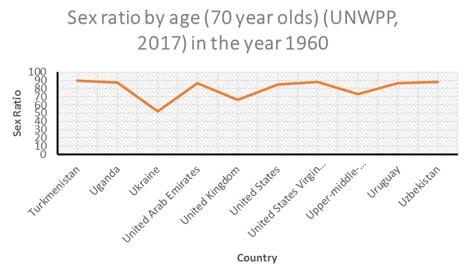 Sex ratio by age (70 year olds) (UNWPP,
2017) in the year 1960
100
90
80
70
60
50
40
30
20
10
0
Sex Ratio
Turkmenistan
Uganda
Ukraine
United Arab Emirates
United Kingdom
United States
United States Virgin...
Upper-middle-...
Uruguay
Uzbekistan
Country